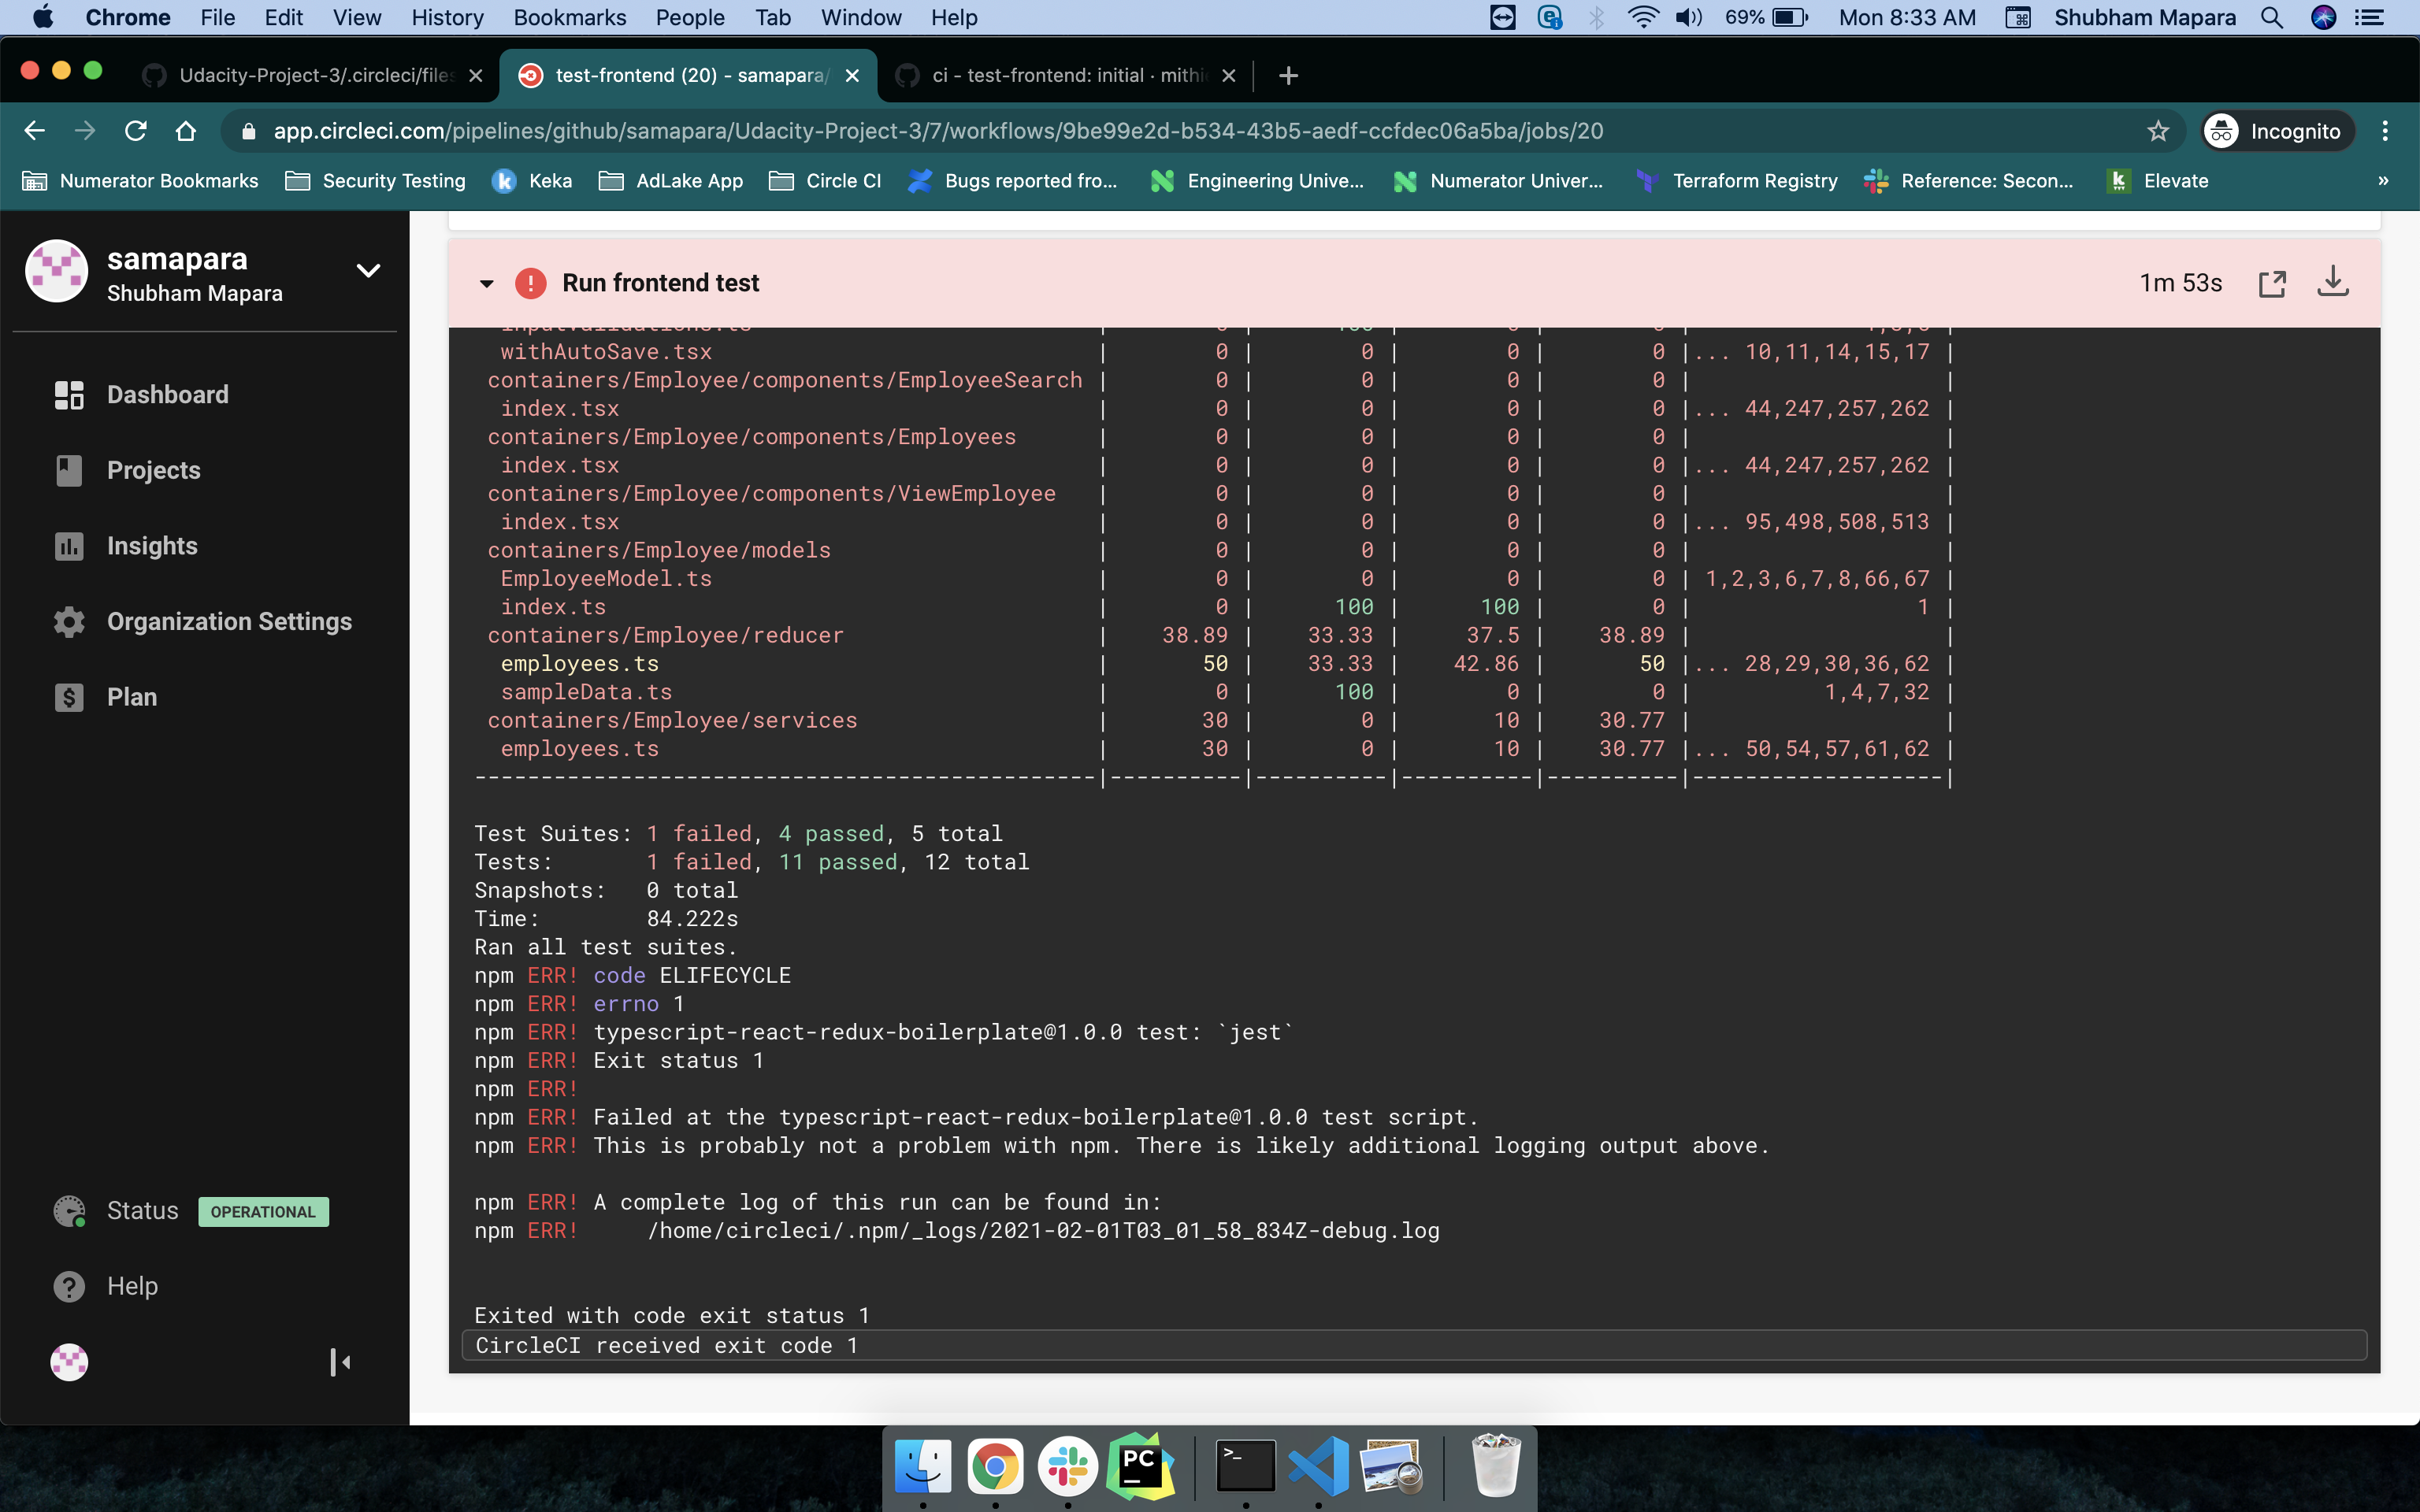 Chrome File Edit View History Bookmarks People Tab Window Help 69% Mon 8:33 AM Shubham Mapara
Udacity-Project-3/.circleci/files test-frontend (20) - samapara/ ci - test-frontend: initial · mithi
app.circleci.com/pipelines/github/samapara/Udacity-Project-3/7/workflows/9be99e2d-b534-43b5-aedf-ccfdec06a5ba/jobs/20 Incognito
Numerator Bookmarks Security Testing Keka AdLake App Circle CI Bugs reported fro... Engineering Unive... Numerator Univer... Terraform Registry Reference: Secon... Elevate »
samapara
Shubham Mapara
Dashboard
Projects
Insights
Organization Settings
Plan
Status OPERATIONAL
Help
Run frontend test 1m 53s
withAutoSave.tsx | 0 | 0 | 0 | 0 |... 10,11,14,15,17 |
containers/Employee/components/EmployeeSearch | 0 | 0 | 0 | 0 | |
index.tsx | 0 | 0 | 0 | 0 |... 44,247,257,262 |
containers/Employee/components/Employees | 0 | 0 | 0 | 0 | |
index.tsx | 0 | 0 | 0 | 0 |... 44,247,257,262 |
containers/Employee/components/ViewEmployee | 0 | 0 | 0 | 0 | |
index.tsx | 0 | 0 | 0 | 0 |... 95,498,508,513 |
containers/Employee/models | 0 | 0 | 0 | 0 | |
EmployeeModel.ts | 0 | 0 | 0 | 0 | 1,2,3,6,7,8,66,67 |
index.ts | 0 | 100 | 100 | 0 | 1 |
containers/Employee/reducer | 38.89 | 33.33 | 37.5 | 38.89 | |
employees.ts | 50 | 33.33 | 42.86 | 50 |... 28,29,30,36,62 |
sampleData.ts | 0 | 100 | 0 | 0 | 1,4,7,32 |
containers/Employee/services | 30 | 0 | 10 | 30.77 | |
employees.ts | 30 | 0 | 10 | 30.77 |... 50,54,57,61,62 |
-----------------------------------------------|----------|----------|----------|----------|-------------------|
Test Suites: 1 failed, 4 passed, 5 total
Tests: 1 failed, 11 passed, 12 total
Snapshots: 0 total
Time: 84.222s
Ran all test suites.
npm ERR! code ELIFECYCLE
npm ERR! errno 1
npm ERR! typescript-react-redux-boilerplate@1.0.0 test: `jest`
npm ERR! Exit status 1
npm ERR!
npm ERR! Failed at the typescript-react-redux-boilerplate@1.0.0 test script.
npm ERR! This is probably not a problem with npm. There is likely additional logging output above.
npm ERR! A complete log of this run can be found in:
npm ERR! /home/circleci/.npm/_logs/2021-02-01T03_01_58_834Z-debug.log
Exited with code exit status 1
CircleCI received exit code 1
PC